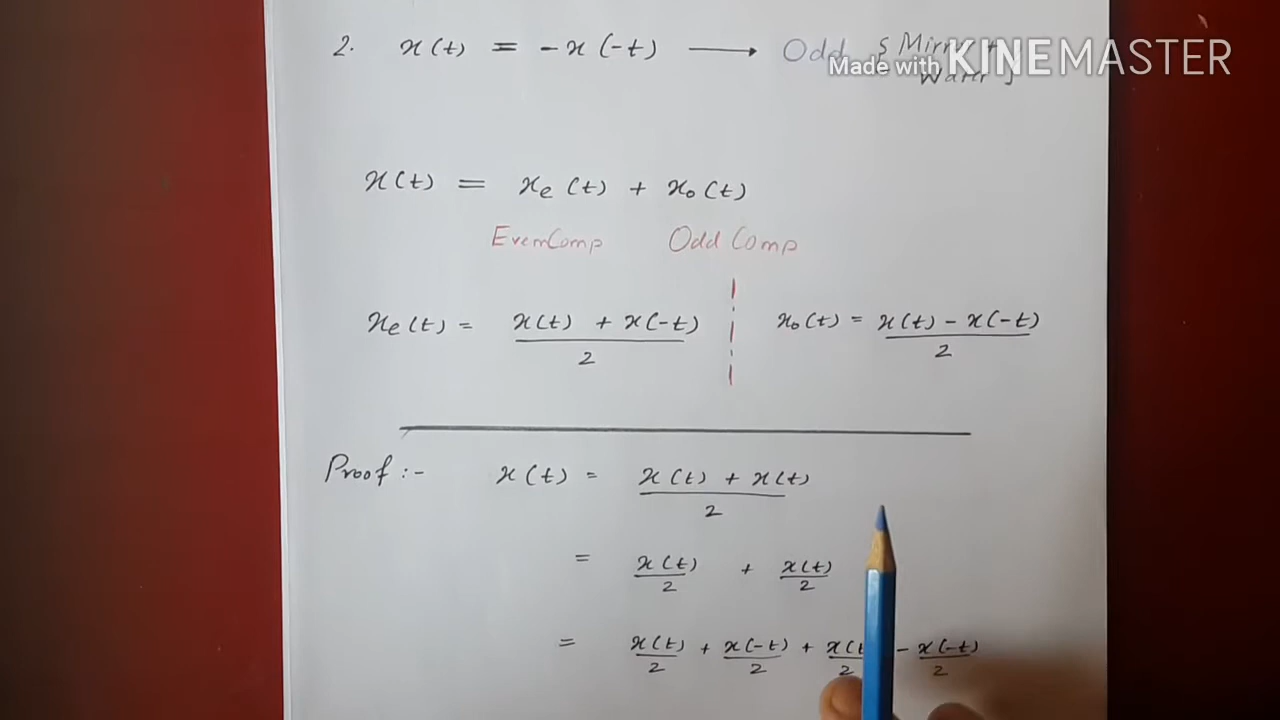 2. x(t) = -x(-t) → Odd
Made with KINEMASTER
x(t) = xe(t) + xo(t)
Even Comp Odd Comp
xe(t) = x(t) + x(-t) / 2 xo(t) = x(t) - x(-t) / 2
Proof :- x(t) = x(t) + x(t) / 2
= x(t)/2 + x(t)/2
= x(t)/2 + x(-t)/2 + x(t/2 - x(-t)/2